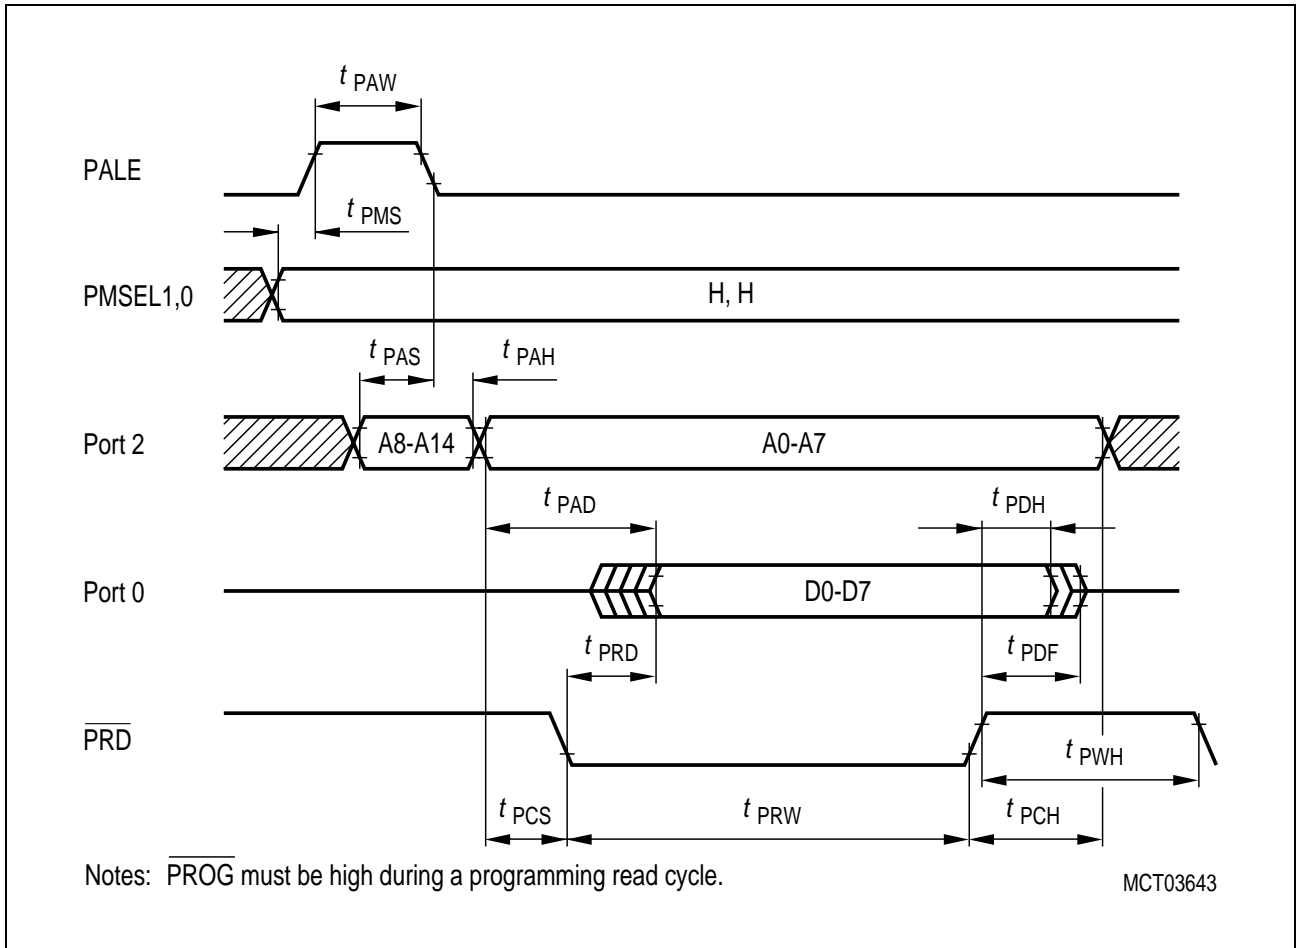 t PAW
PALE
t PMS
PMSEL1,0
H, H
t PAS
t PAH
Port 2
A8-A14
A0-A7
t PAD
t PDH
Port 0
D0-D7
t PRD
t PDF
PRD
t PWH
t PCS
t PRW
t PCH
Notes: PROG must be high during a programming read cycle.
MCT03643